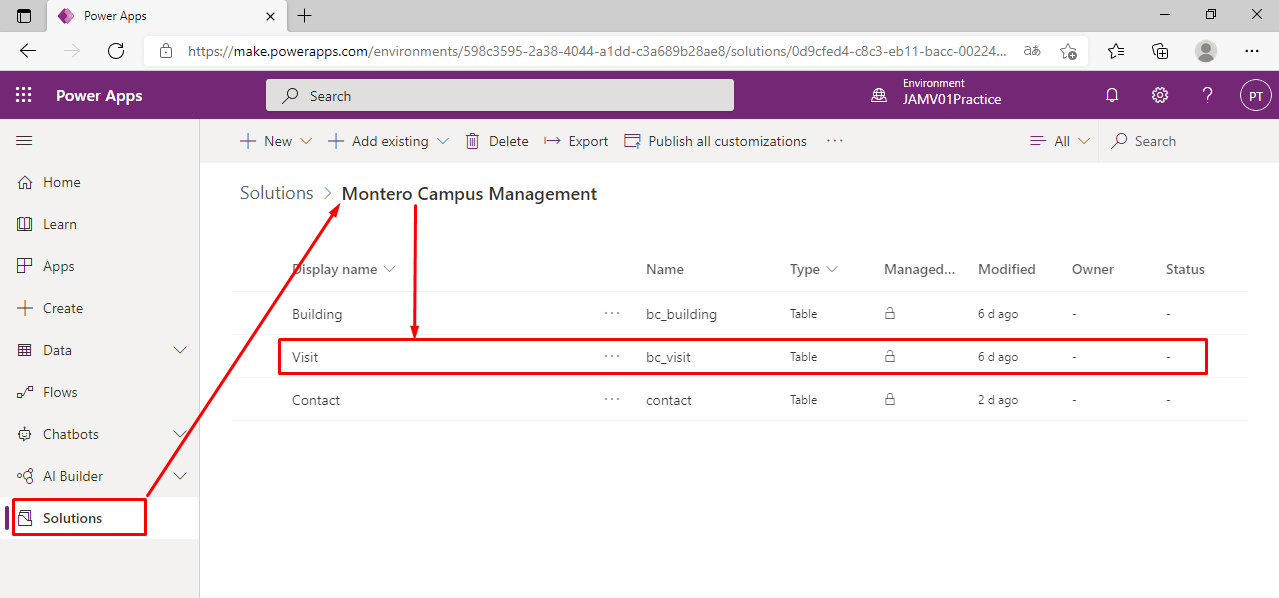 Power Apps
https://make.powerapps.com/environments/598c3595-2a38-4044-a1dd-c3a689b28ae8/solutions/0d9cfed4-c8c3-eb11-bacc-00224... aあ
Power Apps Search Environment JAMV01Practice ? PT
New Add existing Delete Export Publish all customizations ... All Search
Home
Learn
Apps
Create
Data
Flows
Chatbots
AI Builder
Solutions
Solutions > Montero Campus Management
Display name Name Type Managed... Modified Owner Status
Building ... bc_building Table 6 d ago - -
Visit ... bc_visit Table 6 d ago - -
Contact ... contact Table 2 d ago - -